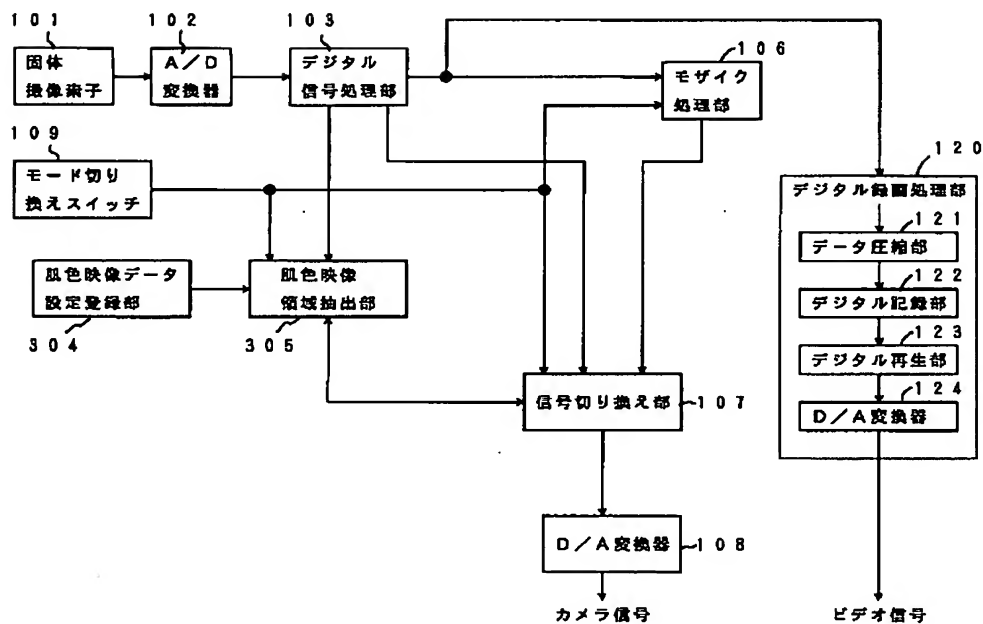 101
固体
撮像素子
102
A／D
変換器
103
デジタル
信号処理部
106
モザイク
処理部
109
モード切り
換えスイッチ
120
デジタル録画処理部
121
データ圧縮部
122
デジタル記録部
123
デジタル再生部
124
D／A変換器
肌色映像データ
設定登録部
304
肌色映像
領域抽出部
305
信号切り換え部
107
D／A変換器
108
カメラ信号
ビデオ信号